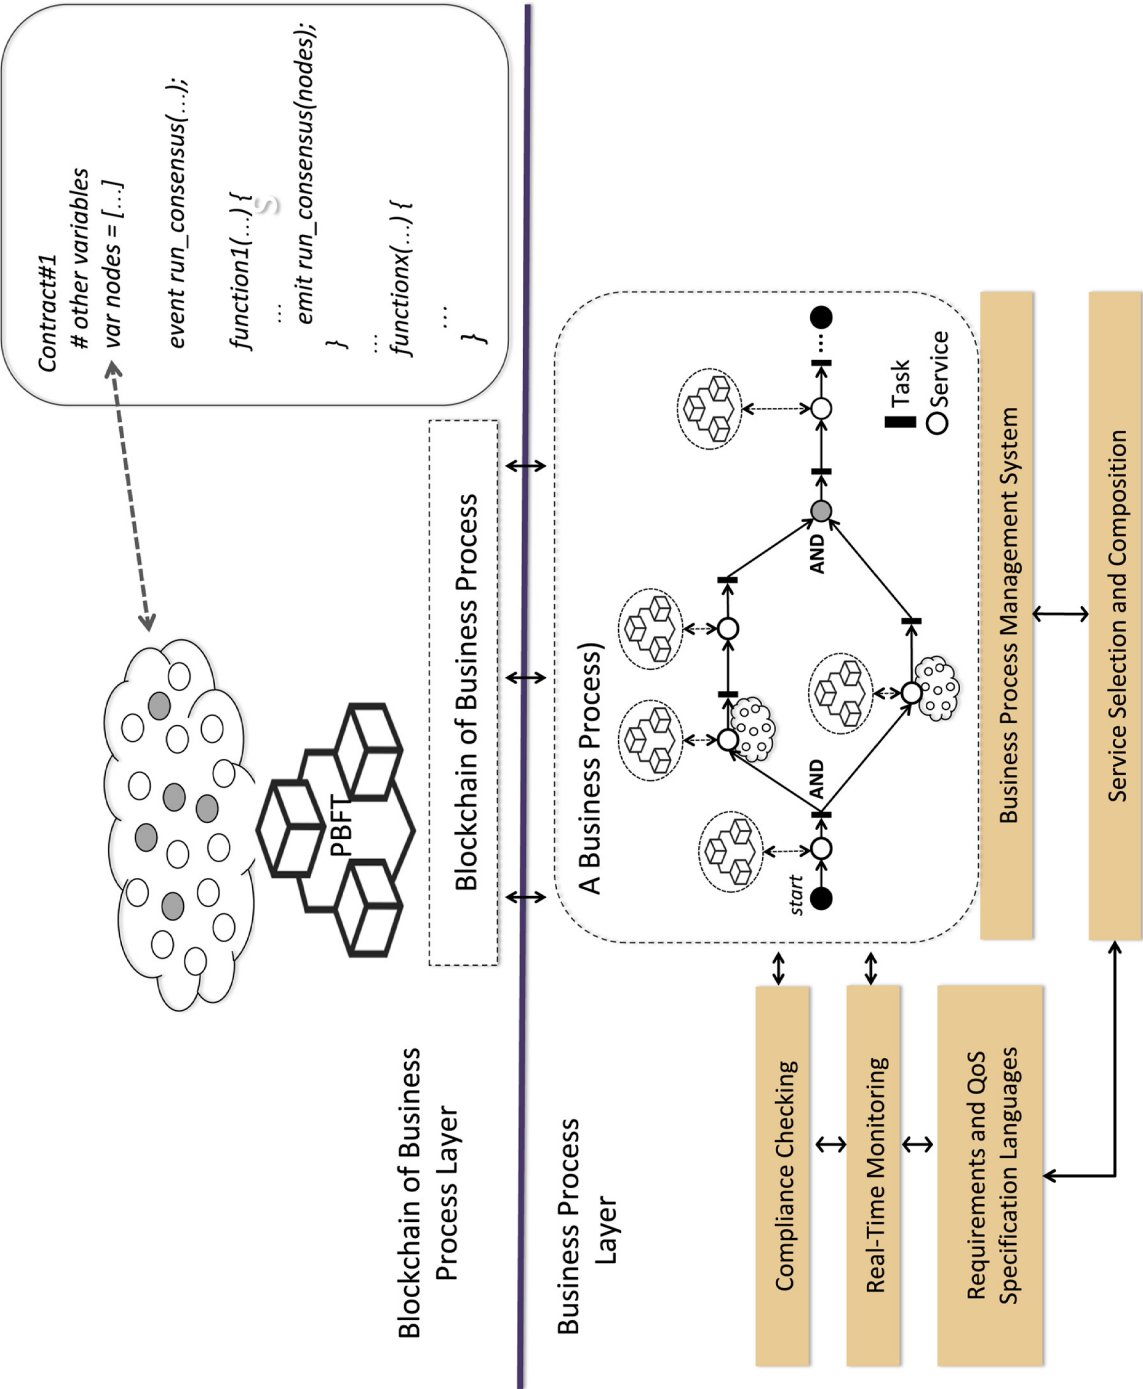 Contract#1
# other variables
var nodes = [...]
event run_consensus(...);
function1(...) {
S
...
emit run_consensus(nodes);
}
...
functionx(...) {
...
}
PBFT
Blockchain of Business Process
Blockchain of Business
Process Layer
Business Process
Layer
A Business Process)
start
AND
AND
Task
Service
Compliance Checking
Real-Time Monitoring
Requirements and QoS
Specification Languages
Business Process Management System
Service Selection and Composition